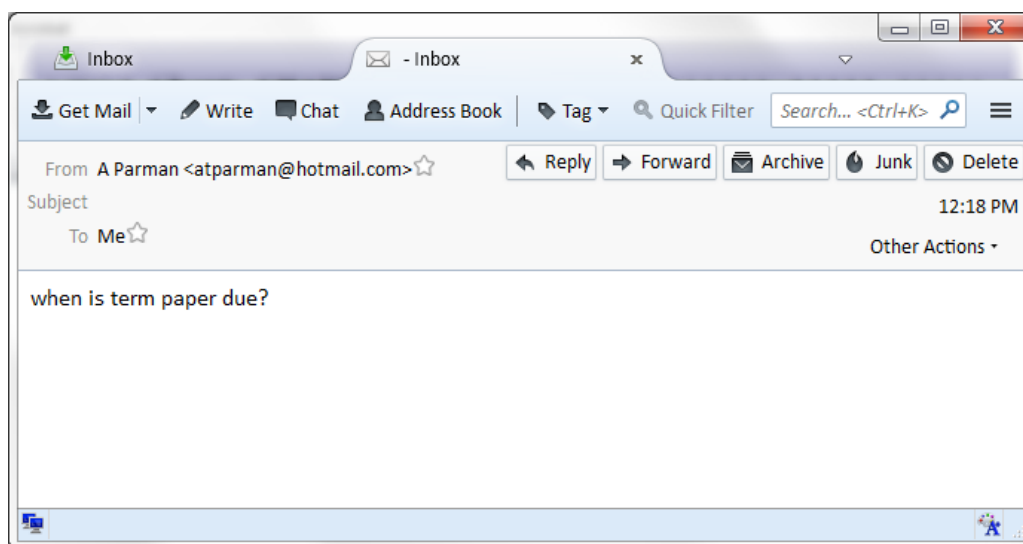 Inbox
- Inbox
Get Mail Write Chat Address Book Tag Quick Filter Search... <Ctrl+K>
From A Parman <atparman@hotmail.com> Reply Forward Archive Junk Delete
Subject 12:18 PM
To Me
Other Actions
when is term paper due?